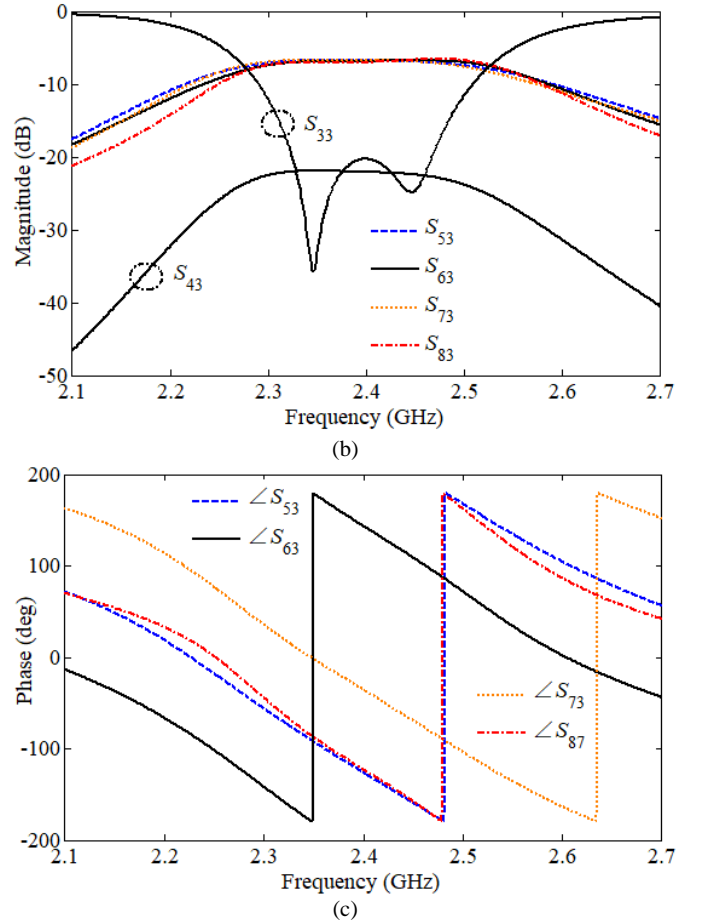 0
-10
-20
-30
-40
-50
Magnitude (dB)
S33
S43
S53
S63
S73
S83
2.1 2.2 2.3 2.4 2.5 2.6 2.7
Frequency (GHz)
(b)
200
100
0
-100
-200
Phase (deg)
∠S53
∠S63
∠S73
∠S87
2.1 2.2 2.3 2.4 2.5 2.6 2.7
Frequency (GHz)
(c)